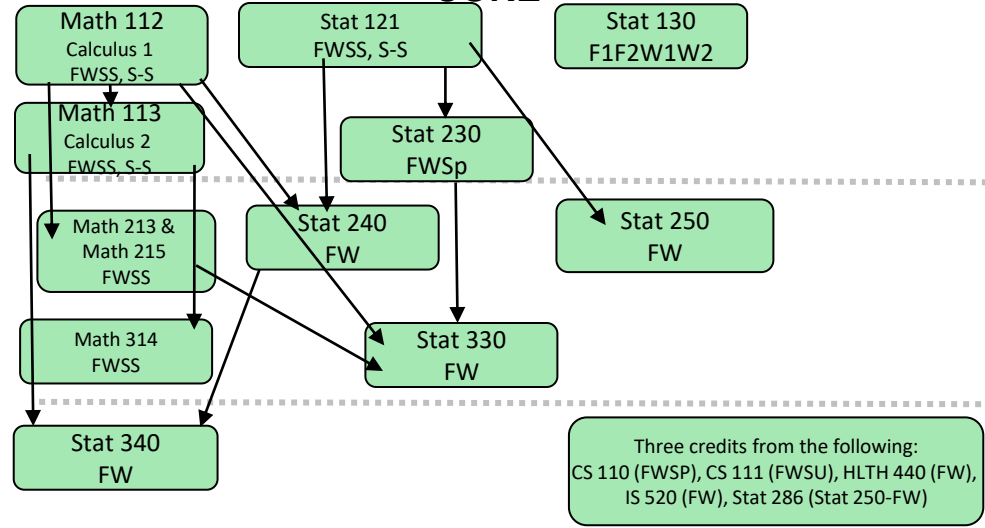 Math 112
Calculus 1
FWSS, S-S
Stat 121
FWSS, S-S
Stat 130
F1F2W1W2
Math 113
Calculus 2
FWSS, S-S
Stat 230
FWSp
Math 213 &
Math 215
FWSS
Stat 240
FW
Stat 250
FW
Math 314
FWSS
Stat 330
FW
Stat 340
FW
Three credits from the following:
CS 110 (FWSP), CS 111 (FWSU), HLTH 440 (FW),
IS 520 (FW), Stat 286 (Stat 250-FW)